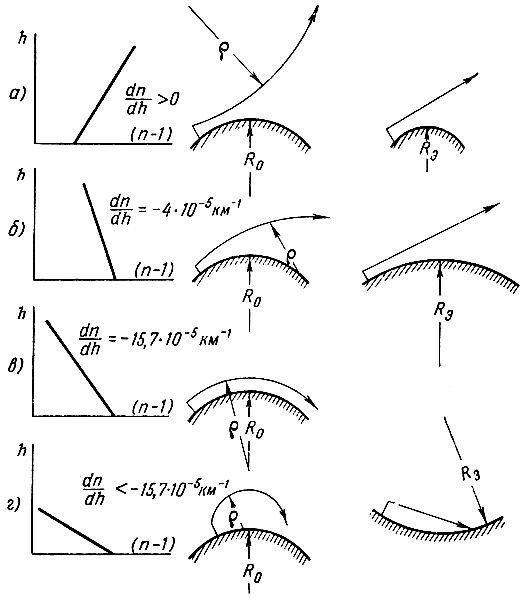 h
а)
dn/dh > 0
(n-1)
ρ
R₀
Rэ
h
б)
dn/dh = -4·10⁻⁵ км⁻¹
(n-1)
ρ
R₀
Rэ
h
в)
dn/dh = -15,7·10⁻⁵ км⁻¹
(n-1)
ρ
R₀
h
г)
dn/dh < -15,7·10⁻⁵ км⁻¹
(n-1)
ρ
R₀
Rэ